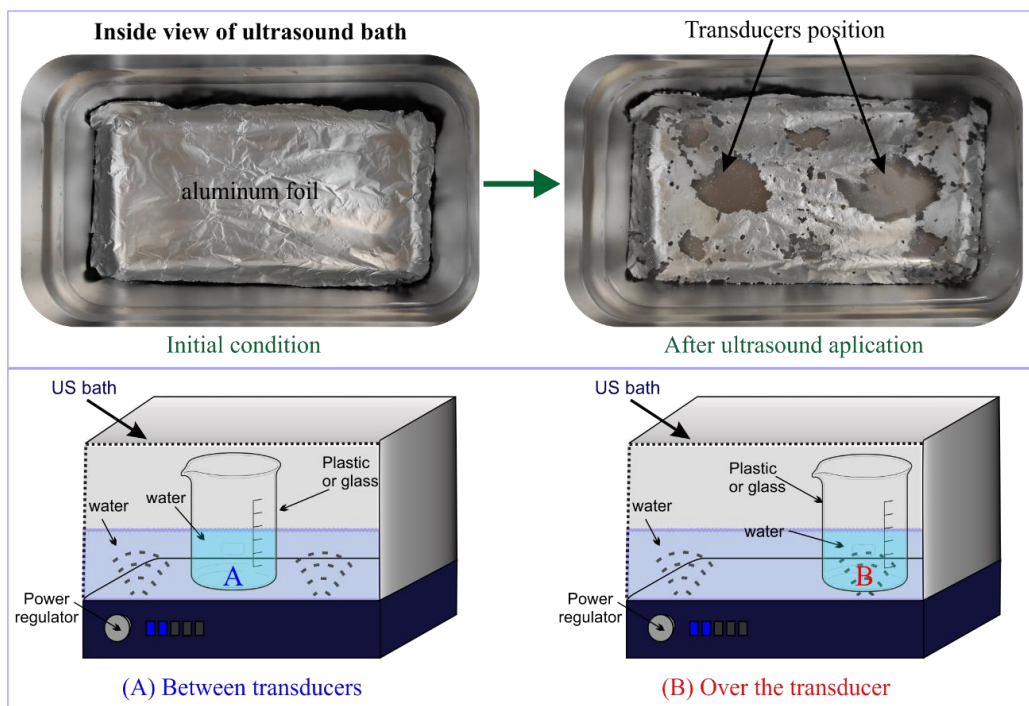 Inside view of ultrasound bath
Transducers position
aluminum foil
Initial condition
After ultrasound aplication
US bath
Plastic
or glass
water
water
A
Power
regulator
(A) Between transducers
US bath
Plastic
or glass
water
water
B
Power
regulator
(B) Over the transducer